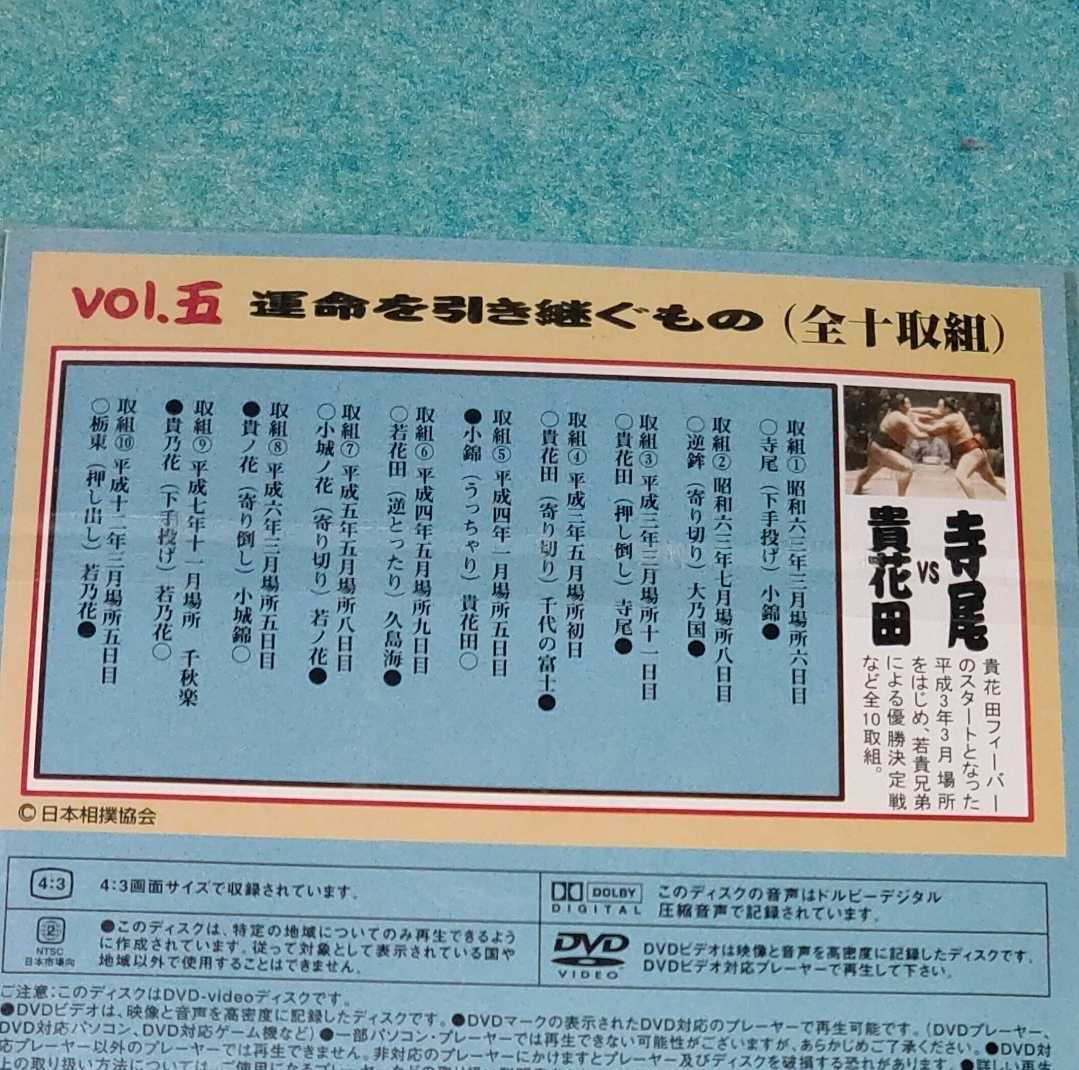 vol.五 運命を引き継ぐもの(全十取組)
寺尾
VS
貴花田
貴花田フィーバー
のスタートとなった
平成3年3月場所
をはじめ、若貴兄弟
による優勝決定戦
など全10取組。
取組① 昭和六三年三月場所六日目
○寺尾(下手投げ)小錦●
取組② 昭和六三年七月場所八日目
○逆鉾(寄り切り)大乃国●
取組③ 平成三年三月場所十一日目
○貴花田(押し倒し)寺尾●
取組④ 平成三年五月場所初日
○貴花田(寄り切り)千代の富士●
取組⑤ 平成四年一月場所五日目
●小錦(うっちゃり)貴花田○
取組⑥ 平成四年五月場所九日目
○若花田(逆とったり)久島海●
取組⑦ 平成五年五月場所八日目
○小城ノ花(寄り切り)若ノ花●
取組⑧ 平成六年三月場所五日目
●貴ノ花(寄り倒し)小城錦○
取組⑨ 平成七年十一月場所 千秋楽
●貴乃花(下手投げ)若乃花○
取組⑩ 平成十二年三月場所五日目
○栃東(押し出し)若乃花●
©日本相撲協会
4:3
4:3画面サイズで収録されています。
DOLBY
DIGITAL
このディスクの音声はドルビーデジタル
圧縮音声で記録されています。
2
NTSC
日本市場向
●このディスクは、特定の地域についてのみ再生できるよう
に作成されています。従って対象として表示されている国や
地域以外で使用することはできません。
DVD
VIDEO
DVDビデオは映像と音声を高密度に記録したディスクです。
DVDビデオ対応プレーヤーで再生して下さい。
ご注意:このディスクはDVD-videoディスクです。
●DVDビデオは、映像と音声を高密度に記録したディスクです。●DVDマークの表示されたDVD対応のプレーヤーで再生可能です。(DVDプレーヤー、
DVD対応パソコン、DVD対応ゲーム機など)●一部パソコン・プレーヤーでは再生できない可能性がございますが、あらかじめご了承ください。●DVD対
応プレーヤー以外のプレーヤーでは再生できません。非対応のプレーヤーにかけますとプレーヤー及びディスクを破損する恐れがあります。●詳しい再生
上の取り扱い方法については、ご使用になるプレーヤー